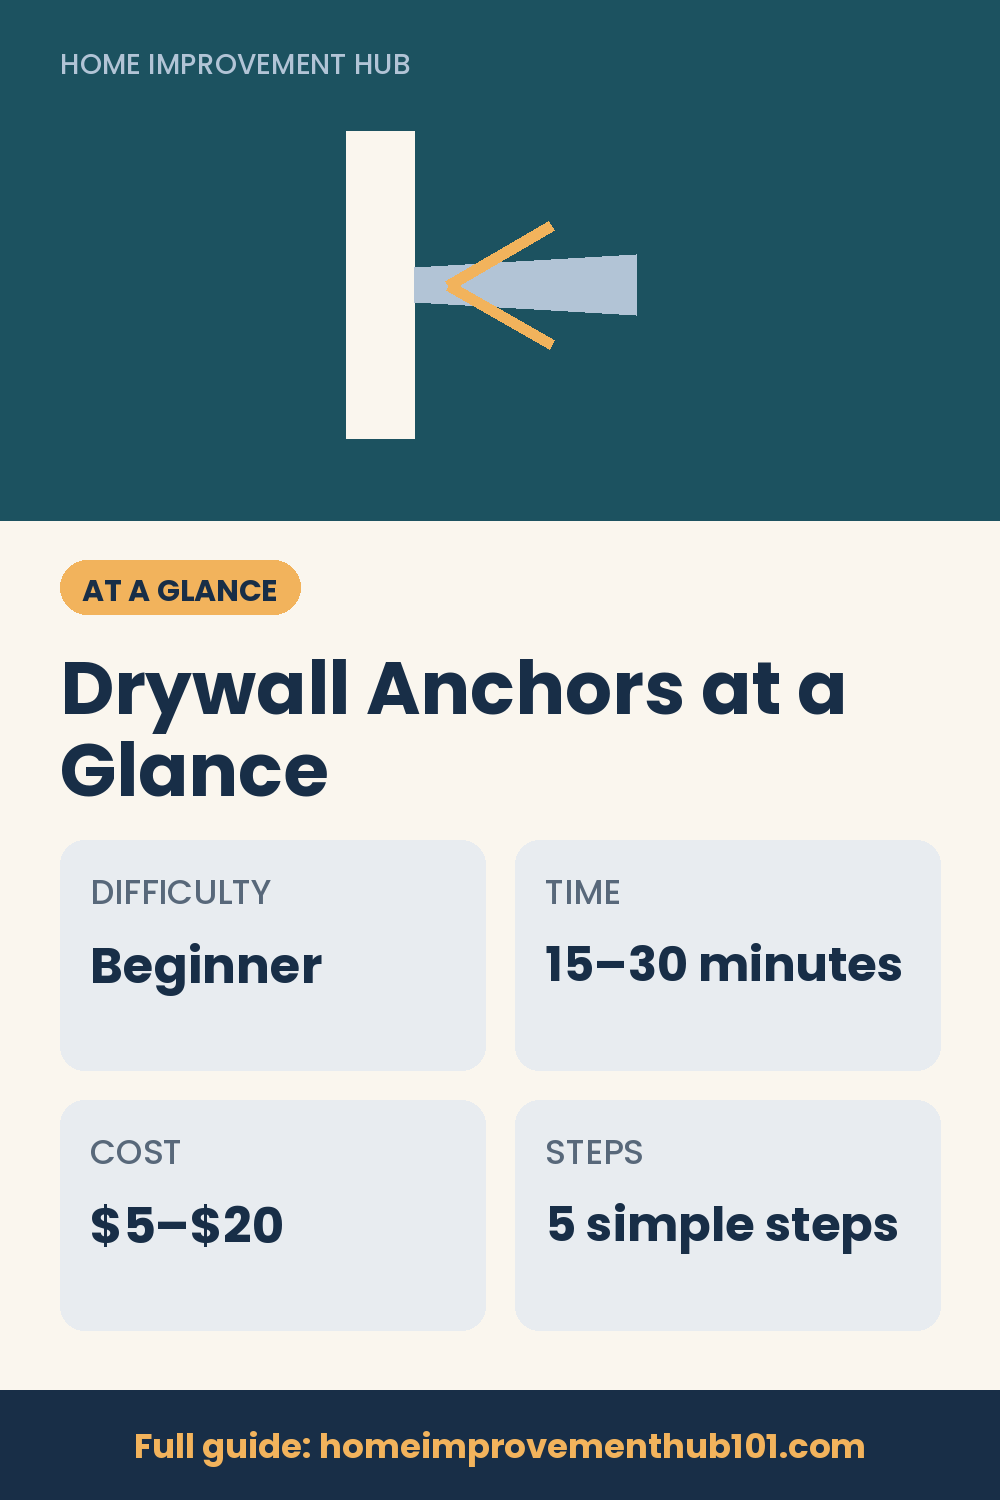 HOME IMPROVEMENT HUB
AT A GLANCE
Drywall Anchors at a
Glance
DIFFICULTY
Beginner
TIME
15–30 minutes
COST
$5–$20
STEPS
5 simple steps
Full guide: homeimprovementhub101.com